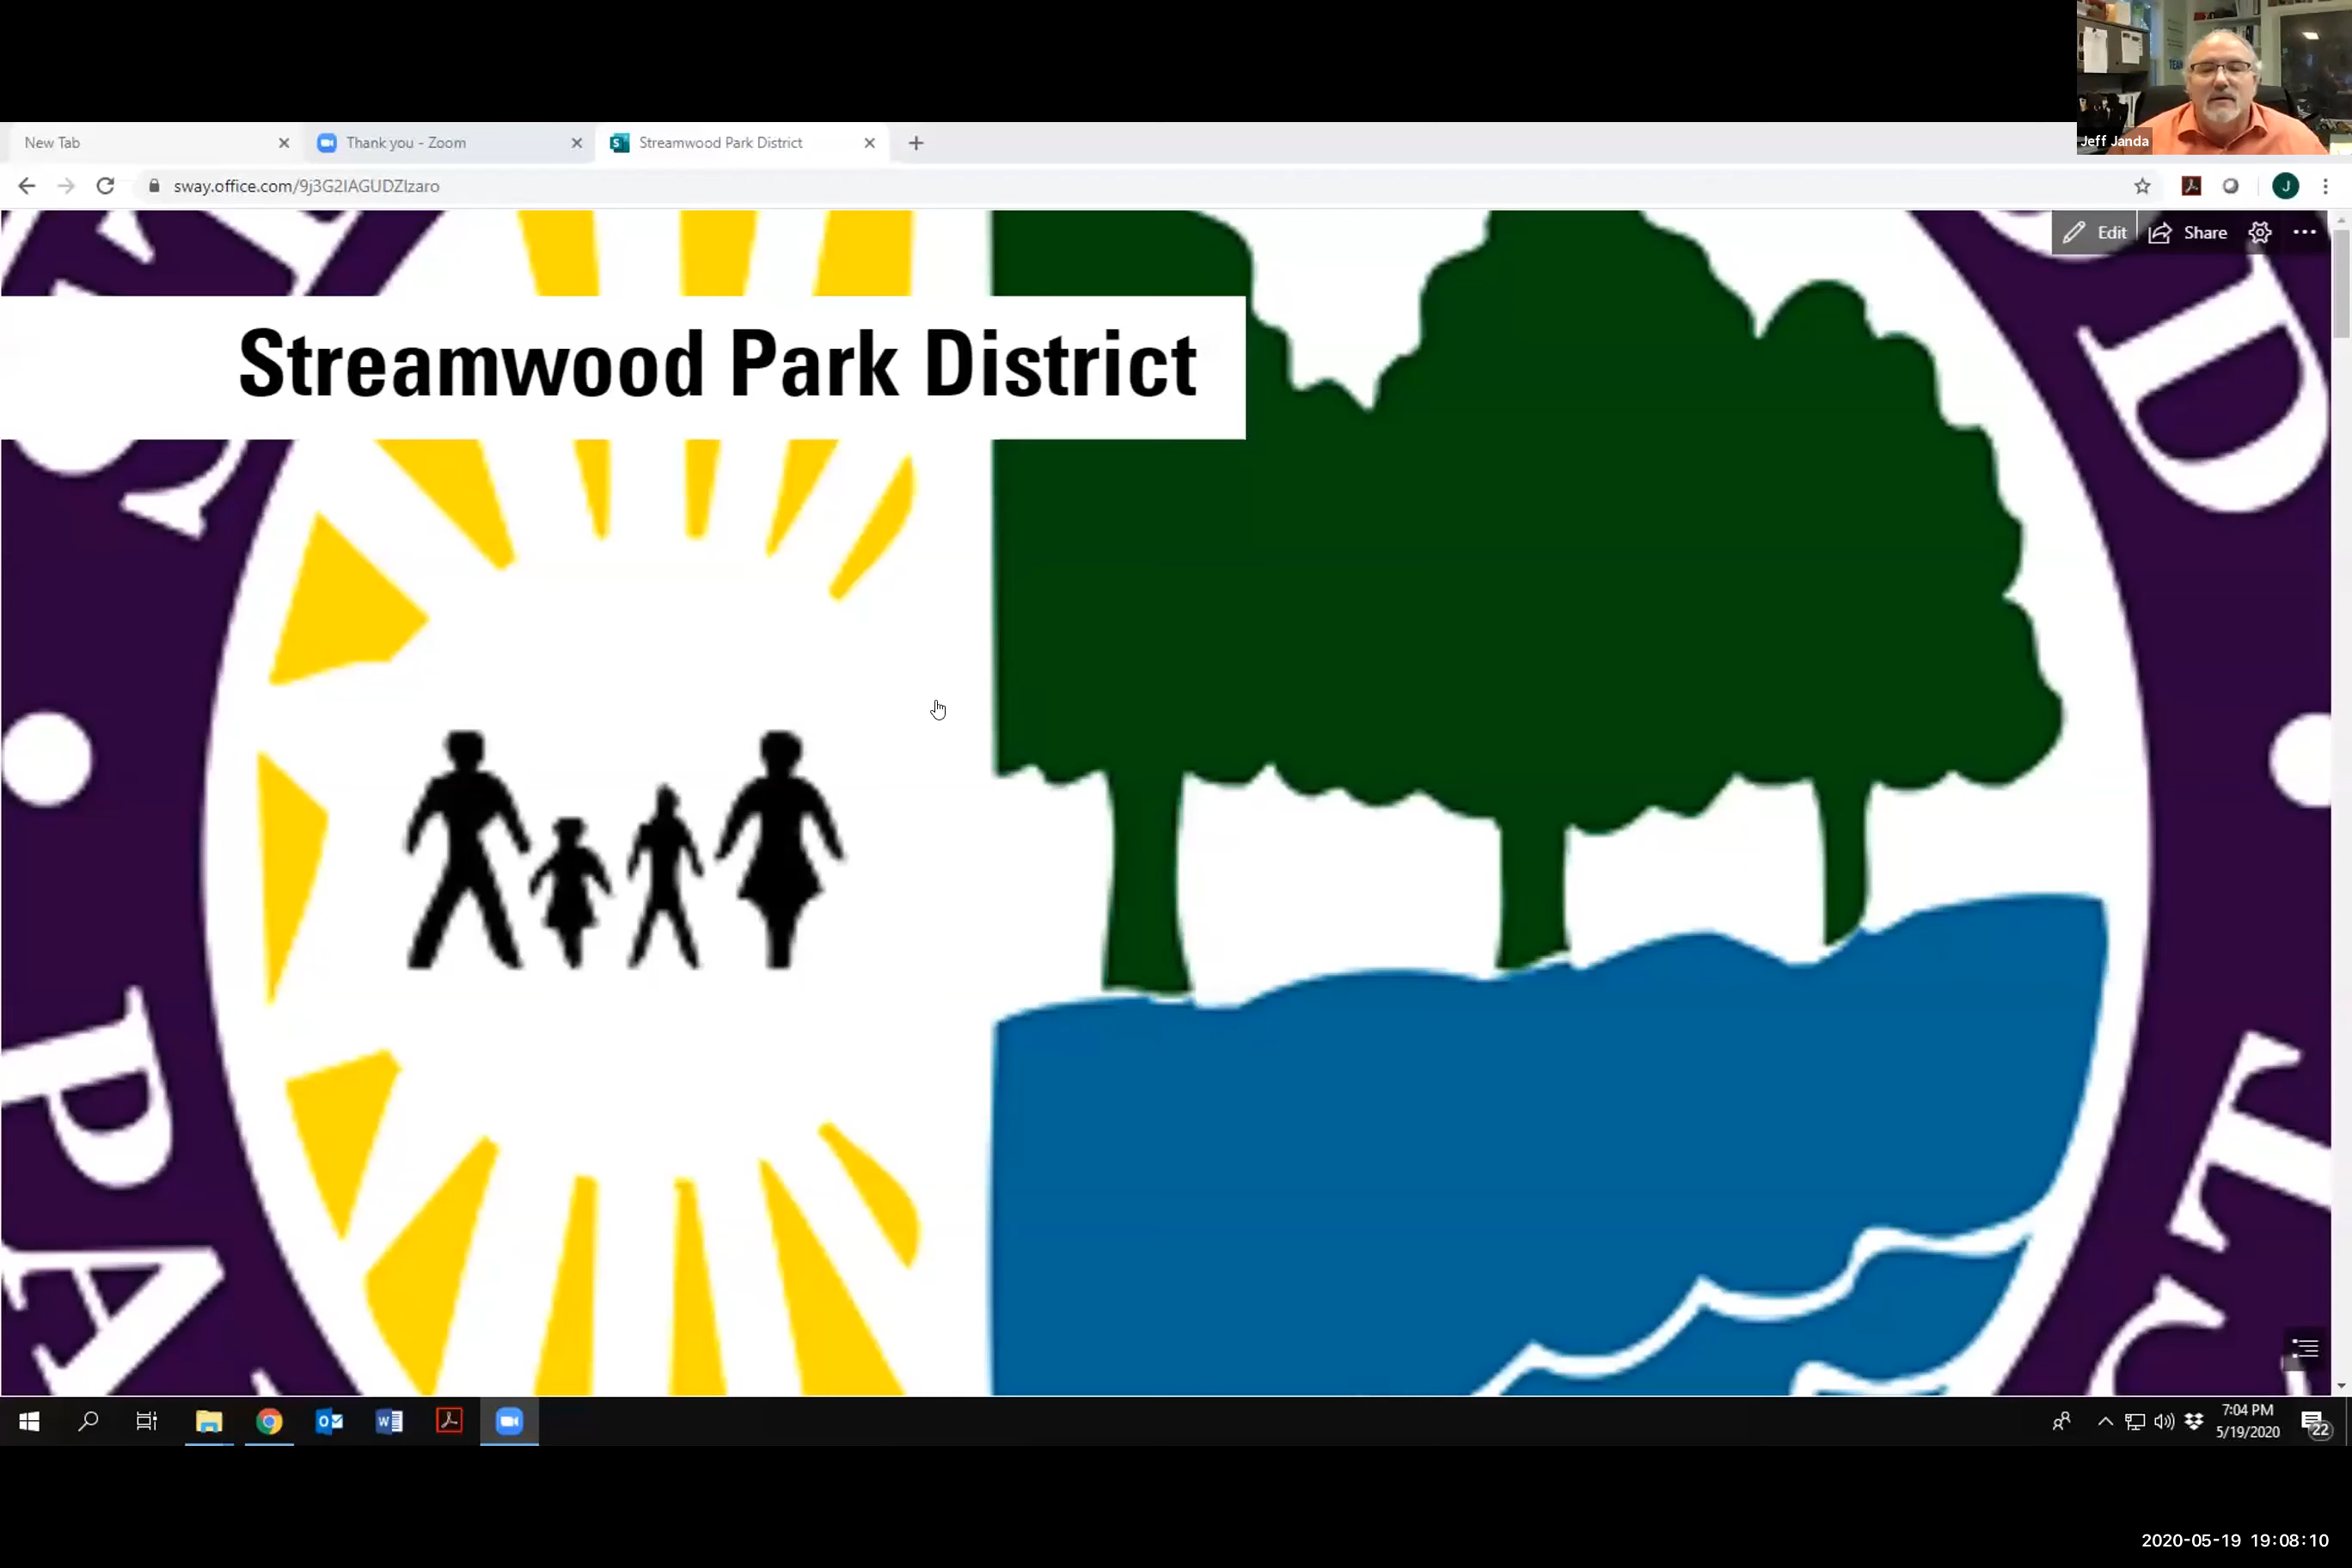 Jeff Janda
New Tab
Thank you - Zoom
Streamwood Park District
sway.office.com/9j3G2IAGUDZIzaro
J
Edit
Share
Streamwood Park District
D
P
A
T
C
7:04 PM
5/19/2020
22
2020-05-19 19:08:10